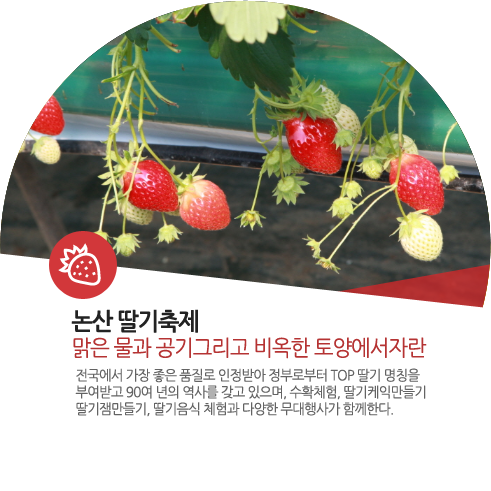 논산 딸기축제
맑은 물과 공기그리고 비옥한 토양에서자란
전국에서 가장 좋은 품질로 인정받아 정부로부터 TOP 딸기 명칭을
부여받고 90여 년의 역사를 갖고 있으며, 수확체험, 딸기케익만들기
딸기잼만들기, 딸기음식 체험과 다양한 무대행사가 함께한다.